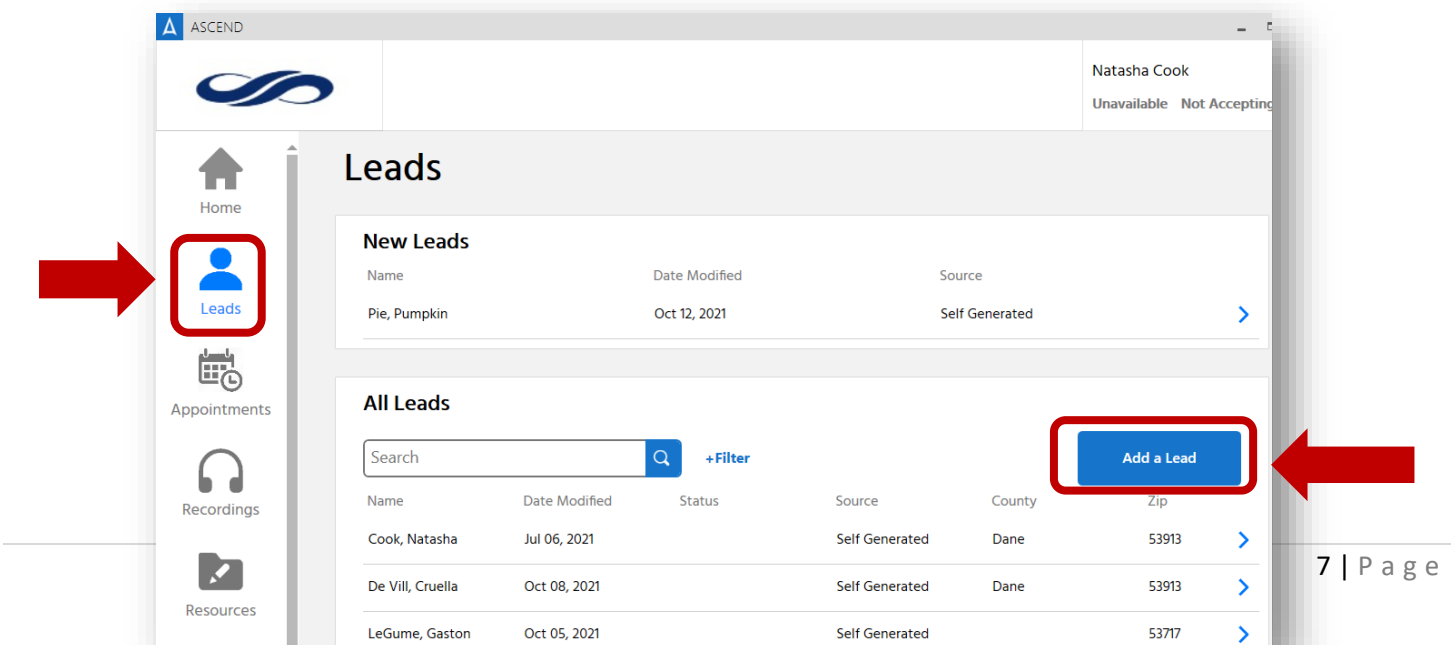 ASCEND
Natasha Cook
Unavailable Not Accepting
Home
Leads
Appointments
Recordings
Resources
Leads
New Leads
Name Date Modified Source
Pie, Pumpkin Oct 12, 2021 Self Generated
All Leads
Search +Filter Add a Lead
Name Date Modified Status Source County Zip
Cook, Natasha Jul 06, 2021 Self Generated Dane 53913
De Vill, Cruella Oct 08, 2021 Self Generated Dane 53913
LeGume, Gaston Oct 05, 2021 Self Generated 53717
7 | P a g e